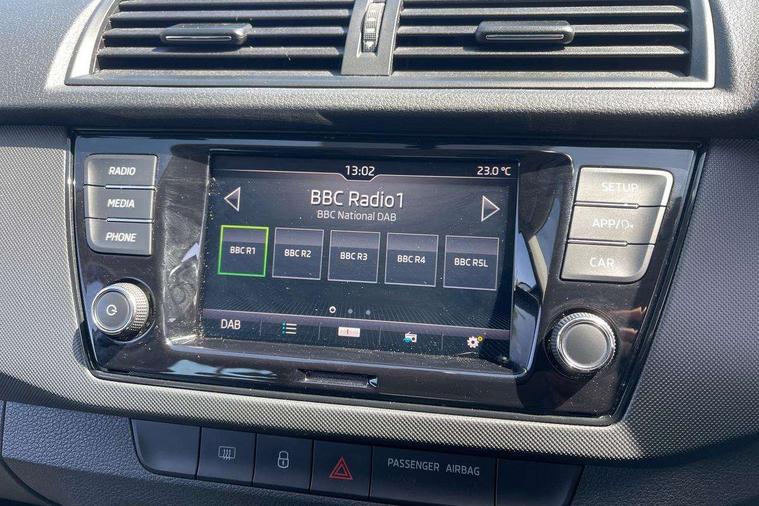 RADIO
MEDIA
PHONE
13:02
23.0 °C
BBC Radio1
BBC National DAB
BBC R1
BBC R2
BBC R3
BBC R4
BBC R5L
DAB
SETUP
APP/
CAR
PASSENGER AIRBAG